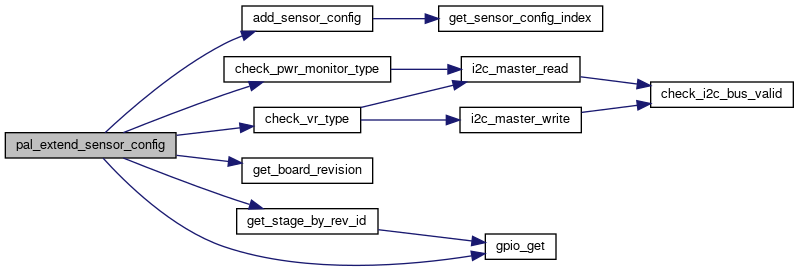 pal_extend_sensor_config
add_sensor_config
get_sensor_config_index
check_pwr_monitor_type
i2c_master_read
check_i2c_bus_valid
check_vr_type
i2c_master_write
get_board_revision
get_stage_by_rev_id
gpio_get